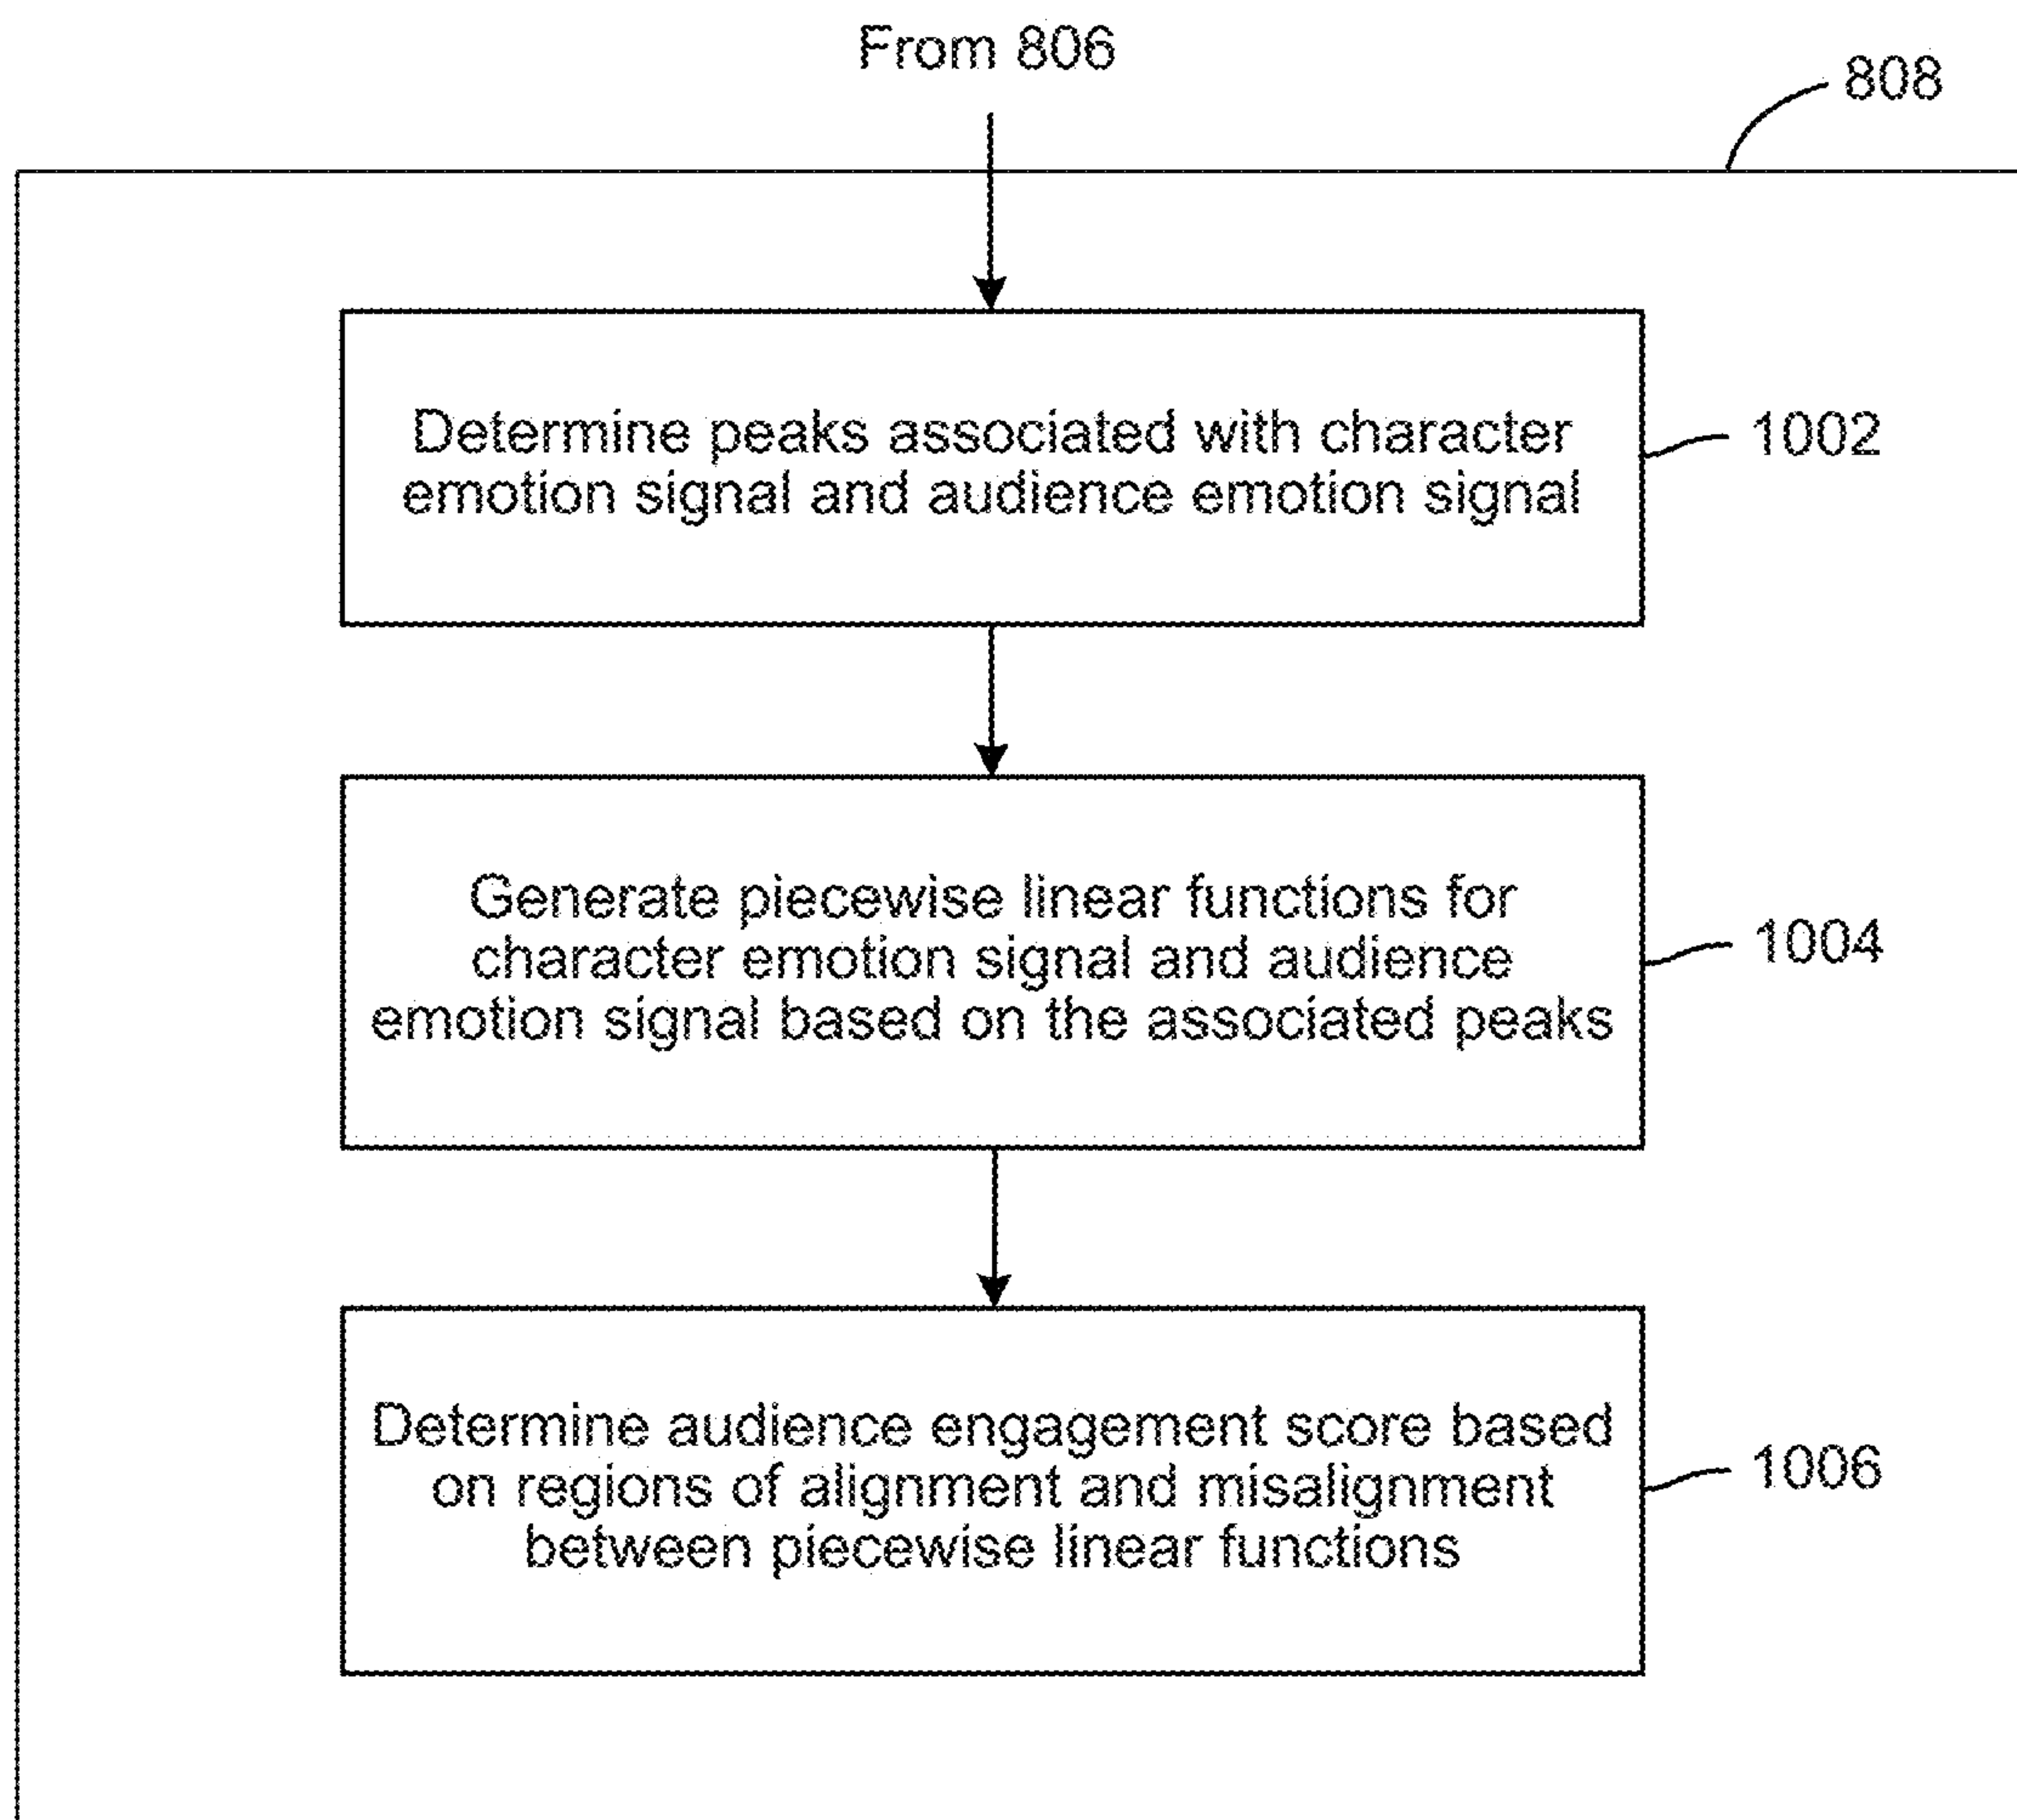 From 806
808
Determine peaks associated with character
emotion signal and audience emotion signal
1002
Generate piecewise linear functions for
character emotion signal and audience
emotion signal based on the associated peaks
1004
Determine audience engagement score based
on regions of alignment and misalignment
between piecewise linear functions
1006